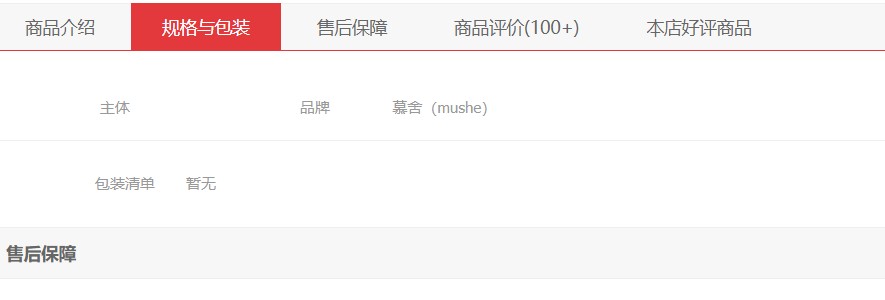 商品介绍 规格与包装 售后保障 商品评价(100+) 本店好评商品
主体 品牌 慕舍（mushe）
包装清单 暂无
售后保障